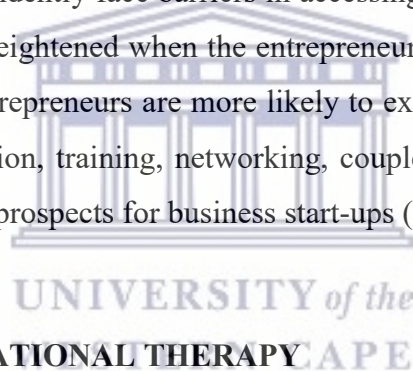 idently face barriers in accessing
eightened when the entrepreneur
repreneurs are more likely to ex
ion, training, networking, couple
prospects for business start-ups (
UNIVERSITY of the
ATIONAL THERAPY CAPE